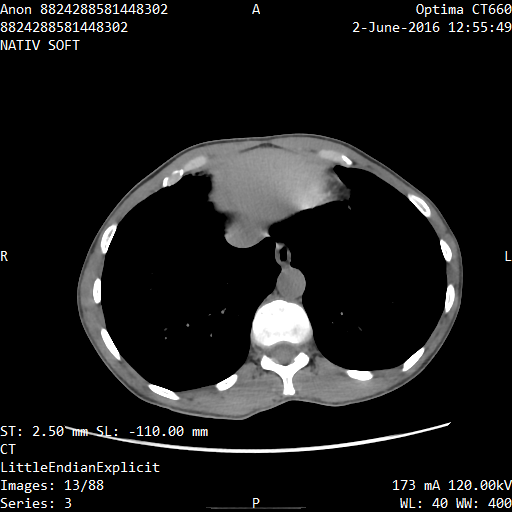 Anon 8824288581448302
A
Optima CT660
8824288581448302
2-June-2016 12:55:49
NATIV SOFT
R
L
ST: 2.50 mm SL: -110.00 mm
CT
LittleEndianExplicit
Images: 13/88
173 mA 120.00kV
Series: 3
P
WL: 40 WW: 400